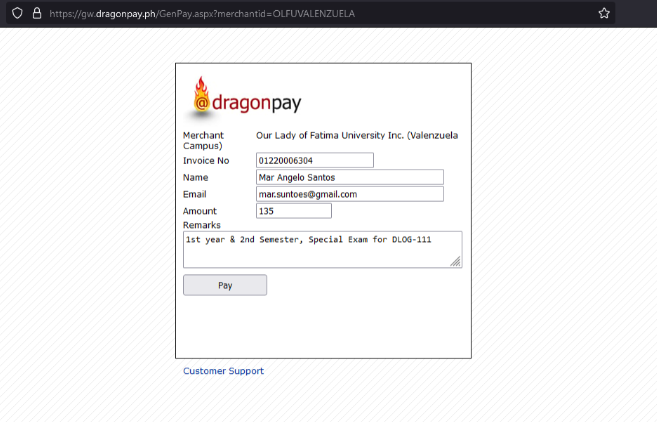 https://gw.dragonpay.ph/GenPay.aspx?merchantid=OLFUVALENZUELA
@dragonpay
Merchant Our Lady of Fatima University Inc. (Valenzuela
Campus)
Invoice No 01220006304
Name Mar Angelo Santos
Email mar.suntoes@gmail.com
Amount 135
Remarks
1st year & 2nd Semester, Special Exam for DLOG-111
Pay
Customer Support